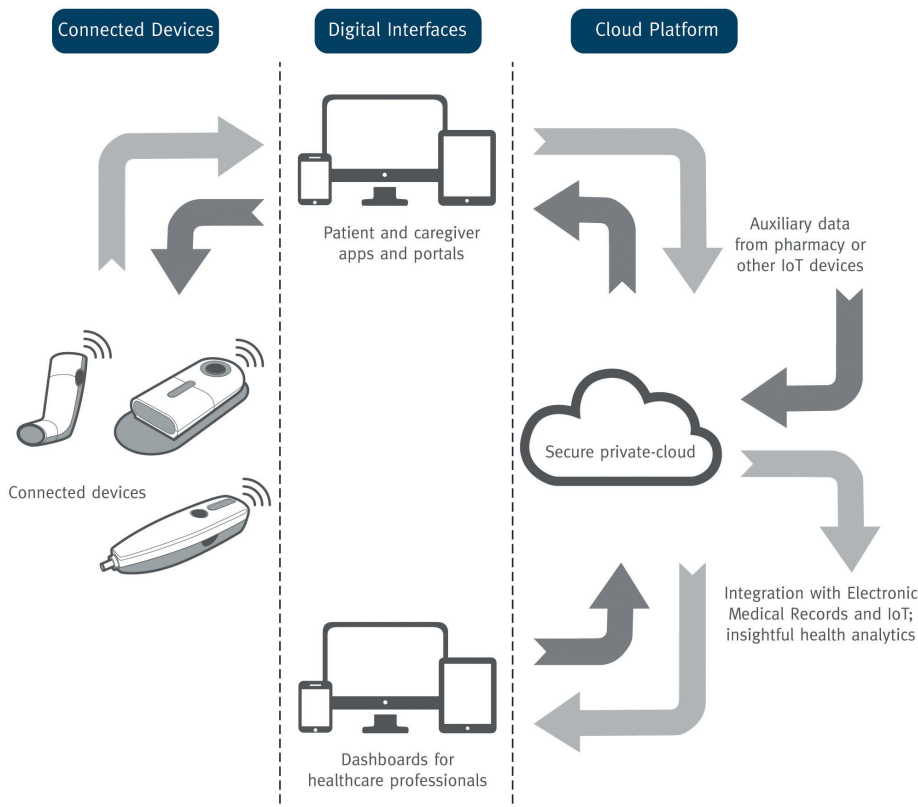 Connected Devices
Digital Interfaces
Cloud Platform
Patient and caregiver
apps and portals
Auxiliary data
from pharmacy or
other IoT devices
Secure private-cloud
Connected devices
Integration with Electronic
Medical Records and IoT;
insightful health analytics
Dashboards for
healthcare professionals